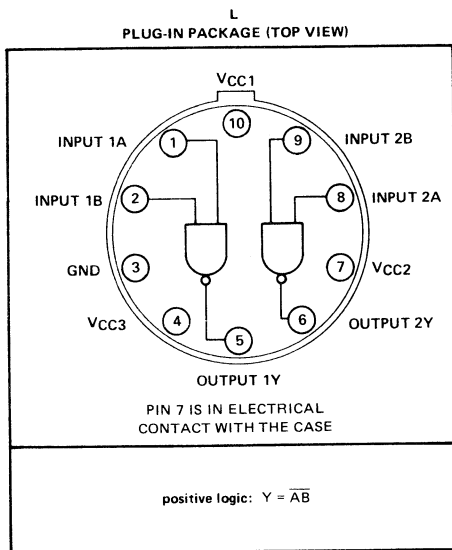 L
PLUG-IN PACKAGE (TOP VIEW)
VCC1
10
INPUT 1A 1 9 INPUT 2B
INPUT 1B 2 8 INPUT 2A
GND 3 7 VCC2
VCC3 4 6 OUTPUT 2Y
5
OUTPUT 1Y
PIN 7 IS IN ELECTRICAL
CONTACT WITH THE CASE
positive logic: Y = A̅B̅